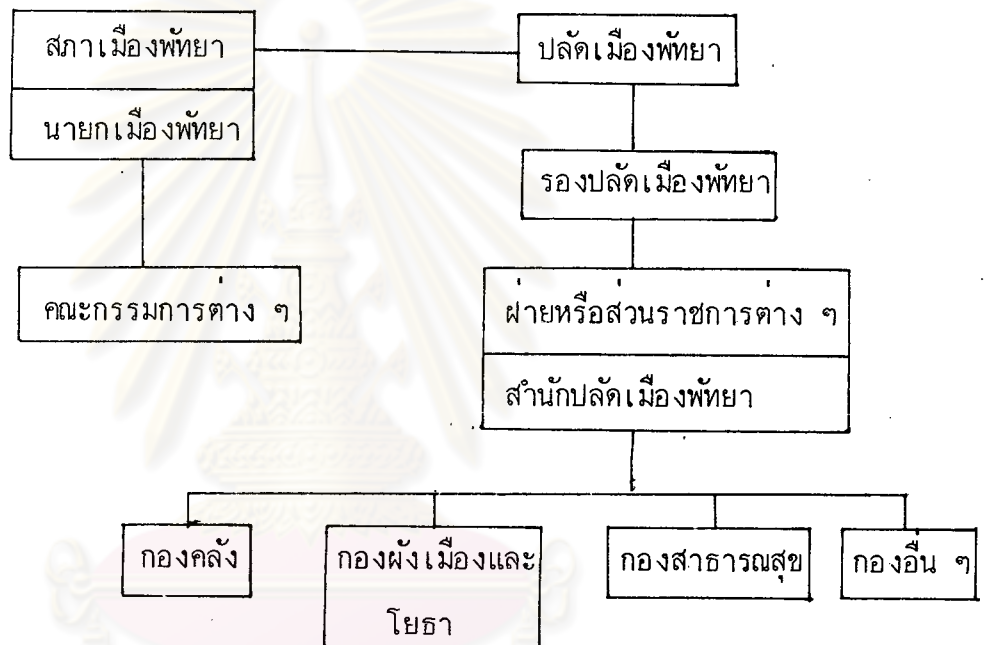 สภาเมืองพัทยา
ปลัดเมืองพัทยา
นายกเมืองพัทยา
รองปลัดเมืองพัทยา
คณะกรรมการต่าง ๆ
ฝ่ายหรือส่วนราชการต่าง ๆ
สำนักปลัดเมืองพัทยา
กองคลัง
กองผังเมืองและ
โยธา
กองสาธารณสุข
กองอื่น ๆ